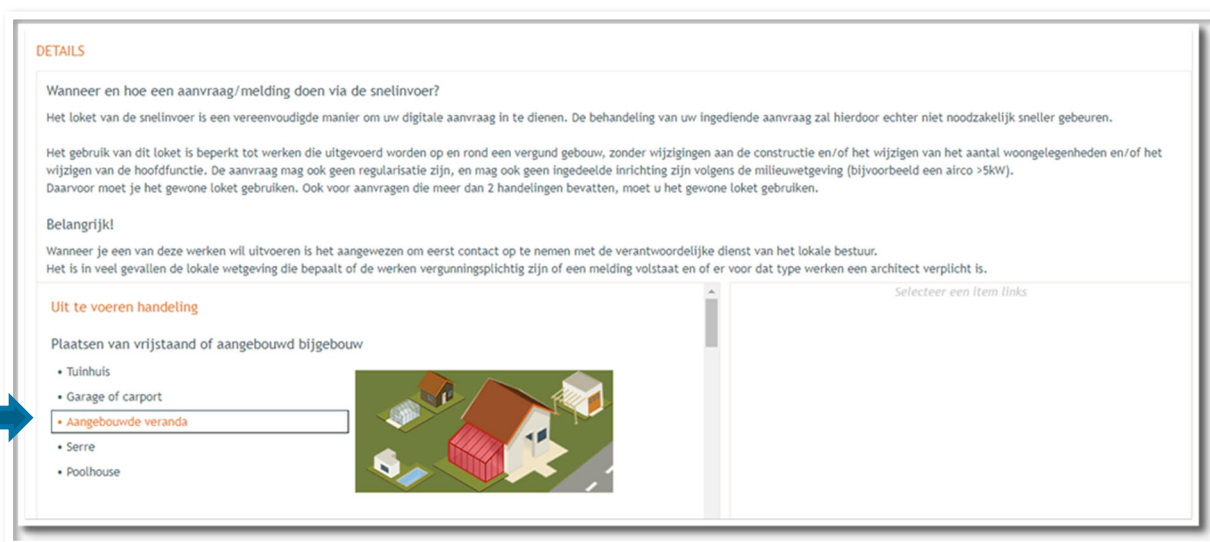 DETAILS
Wanneer en hoe een aanvraag/melding doen via de snelinvoer?
Het loket van de snelinvoer is een vereenvoudigde manier om uw digitale aanvraag in te dienen. De behandeling van uw ingediende aanvraag zal hierdoor echter niet noodzakelijk sneller gebeuren.
Het gebruik van dit loket is beperkt tot werken die uitgevoerd worden op en rond een vergund gebouw, zonder wijzigingen aan de constructie en/of het wijzigen van het aantal woongelegenheden en/of het
wijzigen van de hoofdfunctie. De aanvraag mag ook geen regularisatie zijn, en mag ook geen ingedeelde inrichting zijn volgens de milieuwetgeving (bijvoorbeeld een airco >5kW).
Daarvoor moet je het gewone loket gebruiken. Ook voor aanvragen die meer dan 2 handelingen bevatten, moet u het gewone loket gebruiken.
Belangrijk!
Wanneer je een van deze werken wil uitvoeren is het aangewezen om eerst contact op te nemen met de verantwoordelijke dienst van het lokale bestuur.
Het is in veel gevallen de lokale wetgeving die bepaalt of de werken vergunningsplichtig zijn of een melding volstaat en of er voor dat type werken een architect verplicht is.
Uit te voeren handeling
Plaatsen van vrijstaand of aangebouwd bijgebouw
• Tuinhuis
• Garage of carport
• Aangebouwde veranda
• Serre
• Poolhouse
Selecteer een item links